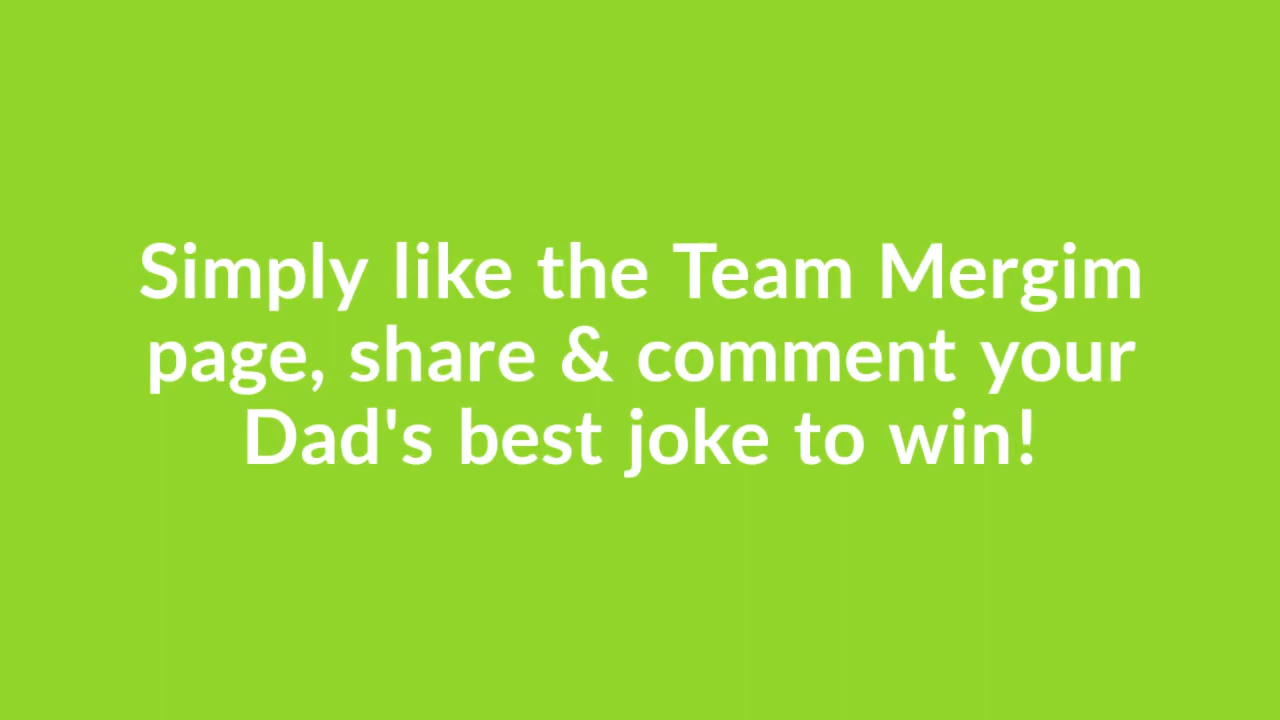 Simply like the Team Mergim
page, share & comment your
Dad's best joke to win!